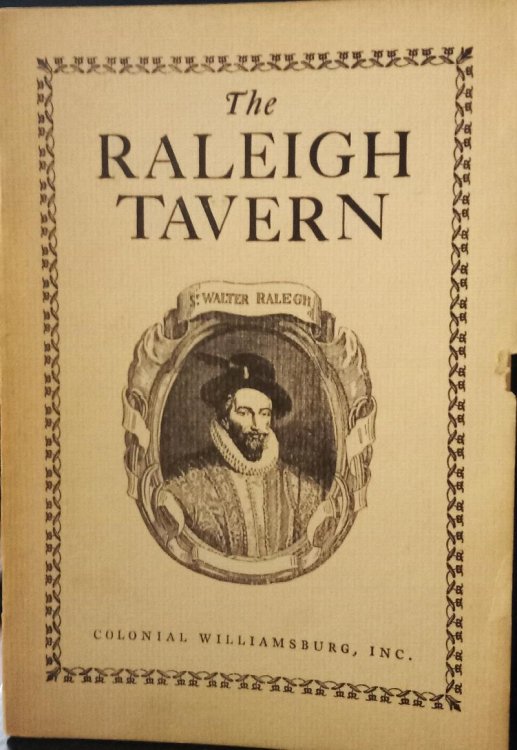 The
RALEIGH
TAVERN
Sr. WALTER RALEGH
COLONIAL WILLIAMSBURG, INC.